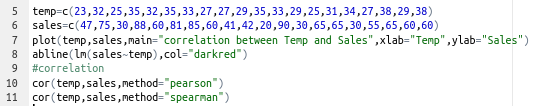 5 temp=c(23,32,25,35,32,35,33,27,27,29,35,33,29,25,31,34,27,38,29,38)
6 sales=c(47,75,30,88,60,81,85,60,41,42,20,90,30,65,65,30,55,65,60,60)
7 plot(temp,sales,main="correlation between Temp and Sales",xlab="Temp",ylab="Sales")
8 abline(lm(sales~temp),col="darkred")
9 #correlation
10 cor(temp,sales,method="pearson")
11 cor(temp,sales,method="spearman")